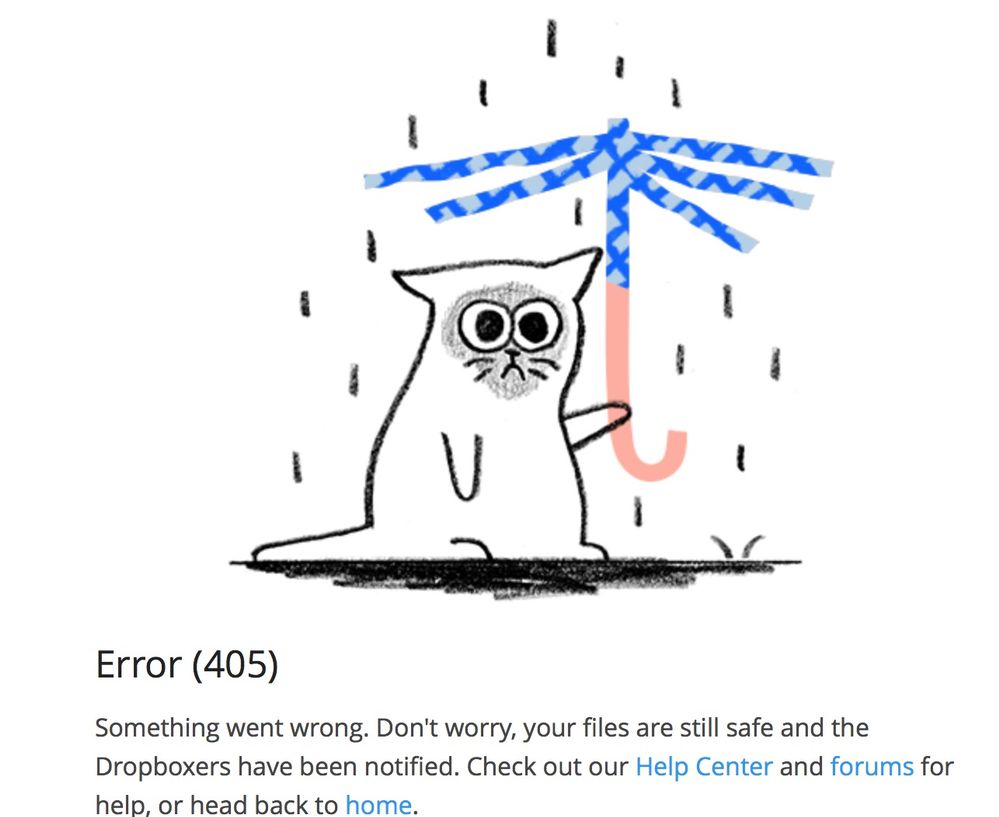 Error (405)
Something went wrong. Don't worry, your files are still safe and the
Dropboxers have been notified. Check out our Help Center and forums for
help, or head back to home.